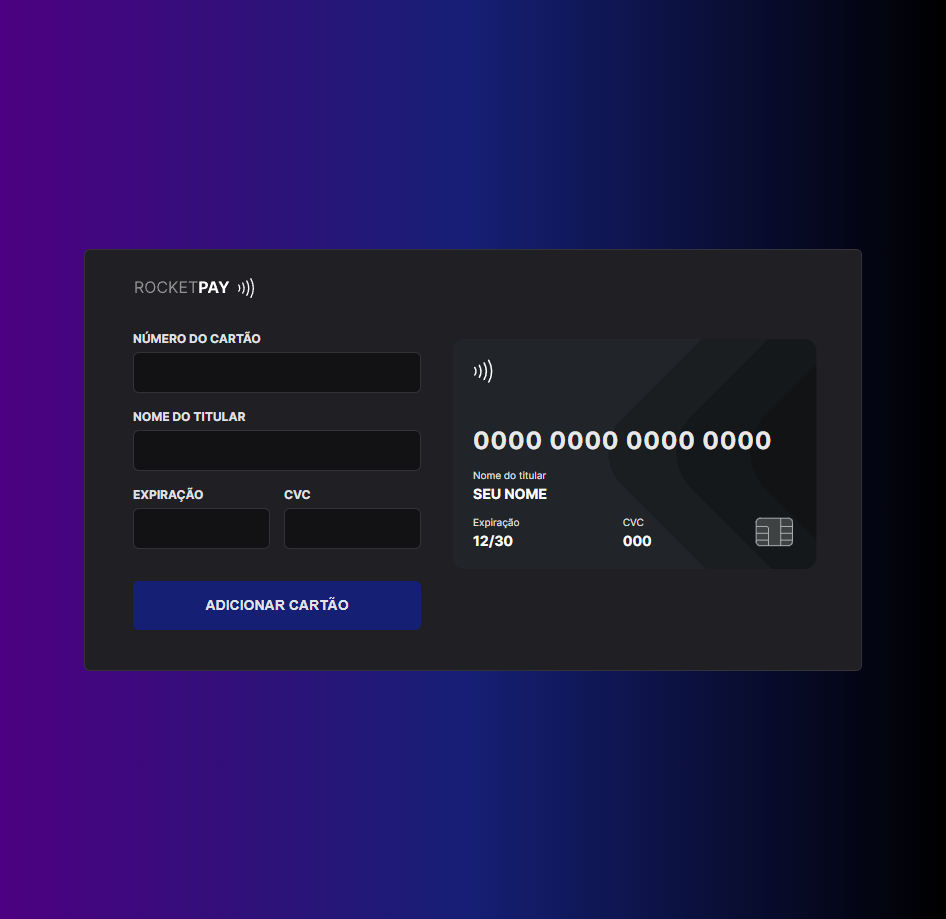 ROCKETPAY
NÚMERO DO CARTÃO
NOME DO TITULAR
EXPIRAÇÃO CVC
ADICIONAR CARTÃO
0000 0000 0000 0000
Nome do titular
SEU NOME
Expiração CVC
12/30 000